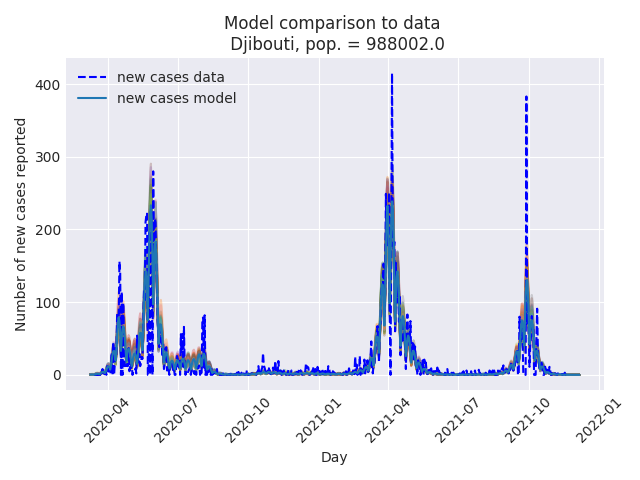 Model comparison to data
Djibouti, pop. = 988002.0
new cases data
new cases model
Number of new cases reported
400
300
200
100
0
2020-04
2020-07
2020-10
2021-01
2021-04
2021-07
2021-10
2022-01
Day